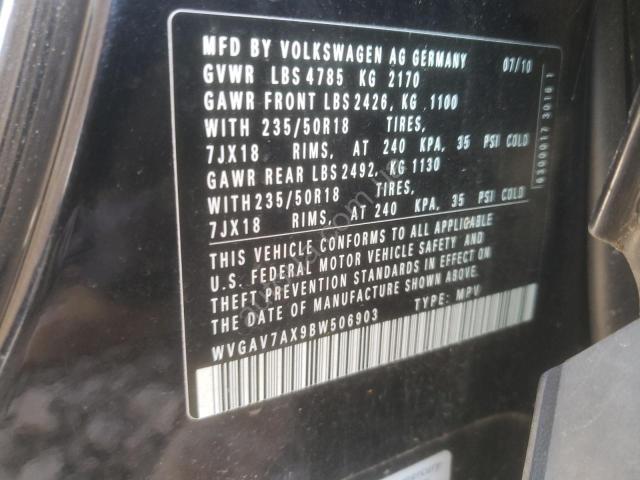 MFD BY VOLKSWAGEN AG GERMANY 07/10
GVWR LBS 4785 KG 2170
GAWR FRONT LBS 2426, KG 1100
WITH 235/50R18 TIRES,
7JX18 RIMS, AT 240 KPA, 35 PSI COLD
GAWR REAR LBS 2492, KG 1130
WITH 235/50R18 TIRES,
7JX18 RIMS, AT 240 KPA, 35 PSI COLD
THIS VEHICLE CONFORMS TO ALL APPLICABLE
U.S. FEDERAL MOTOR VEHICLE SAFETY AND
THEFT PREVENTION STANDARDS IN EFFECT ON
THE DATE OF MANUFACTURE SHOWN ABOVE.
WVGAV7AX9BW506903 TYPE: MPV